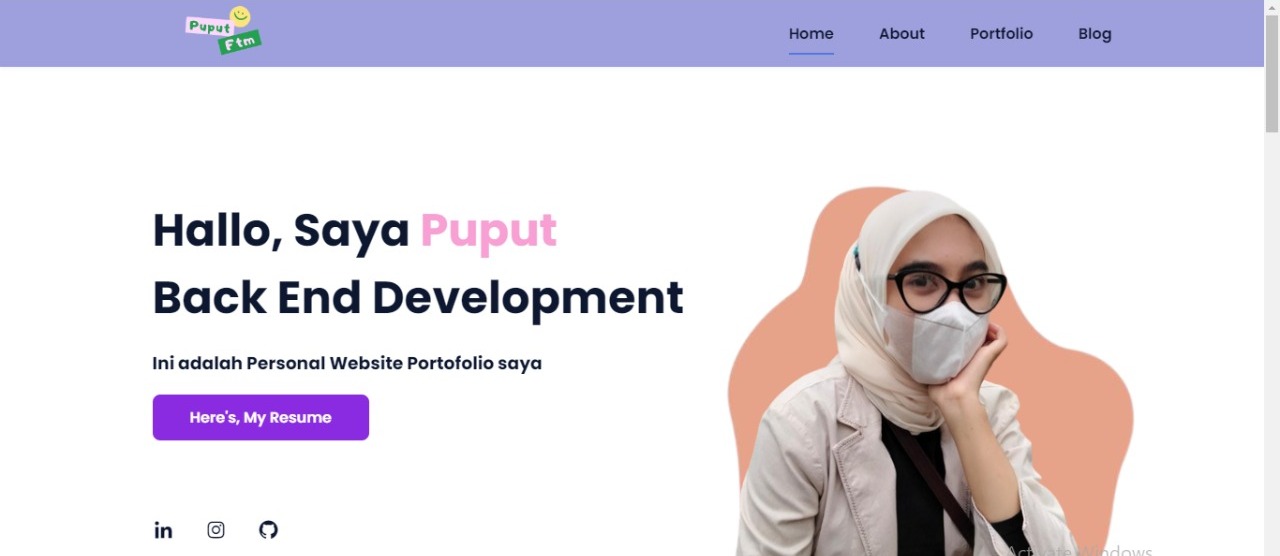 Puput
Ftm
Home
About
Portfolio
Blog
Hallo, Saya Puput
Back End Development
Ini adalah Personal Website Portofolio saya
Here's, My Resume
in
Activate Windows